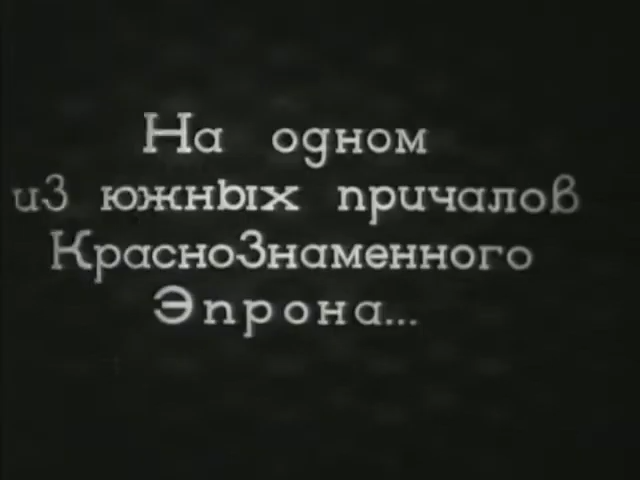 На одном
из южных причалов
КрасноЗнаменного
Эпрона...